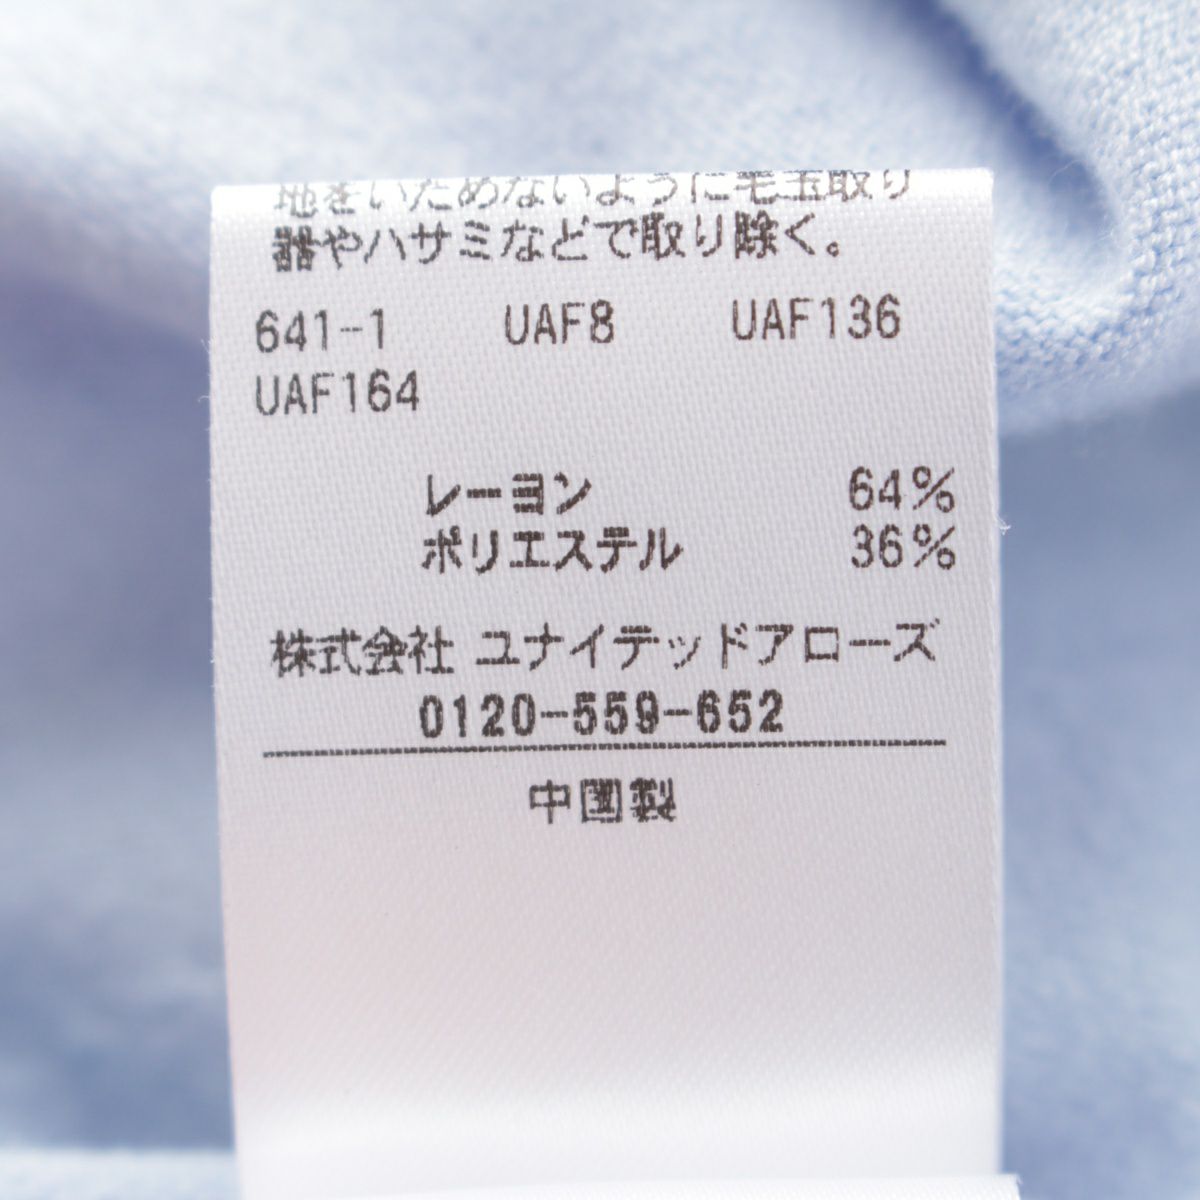 地をいためないように毛玉取り
器やハサミなどで取り除く。
641-1 UAF8 UAF136
UAF164
レーヨン 64%
ポリエステル 36%
株式会社 ユナイテッドアローズ
0120-559-652
中国製